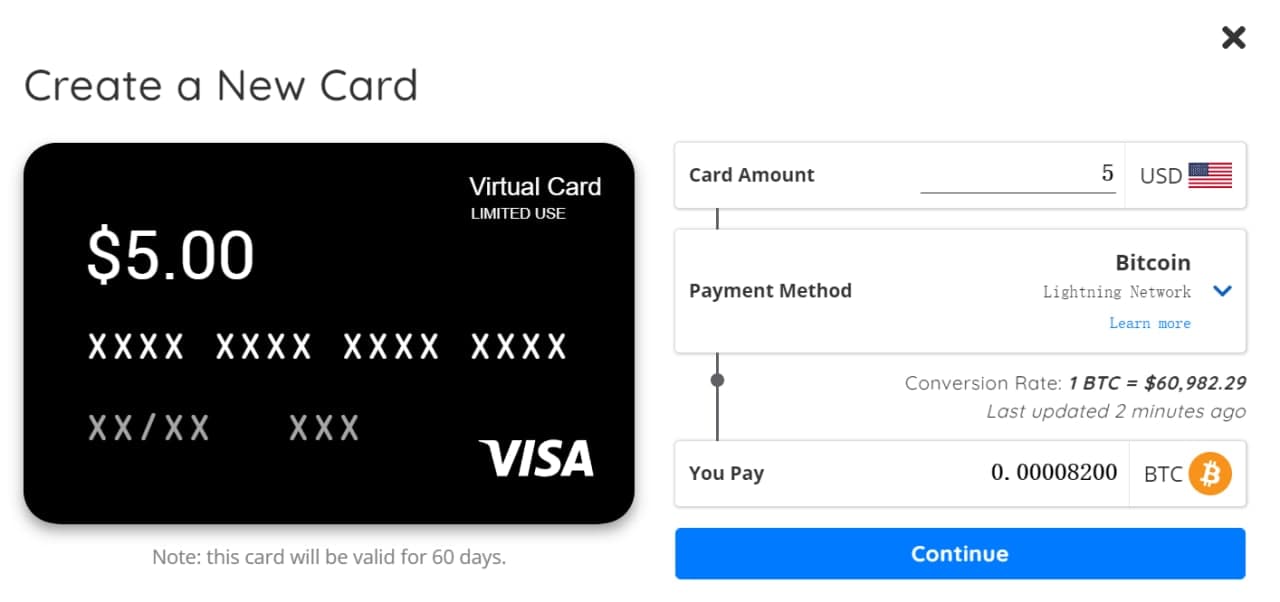 Create a New Card
Virtual Card
LIMITED USE
$5.00
XXXX XXXX XXXX XXXX
XX/XX XXX
VISA
Note: this card will be valid for 60 days.
Card Amount 5 USD
Payment Method
Bitcoin
Lightning Network
Learn more
Conversion Rate: 1 BTC = $60,982.29
Last updated 2 minutes ago
You Pay 0.00008200 BTC
Continue